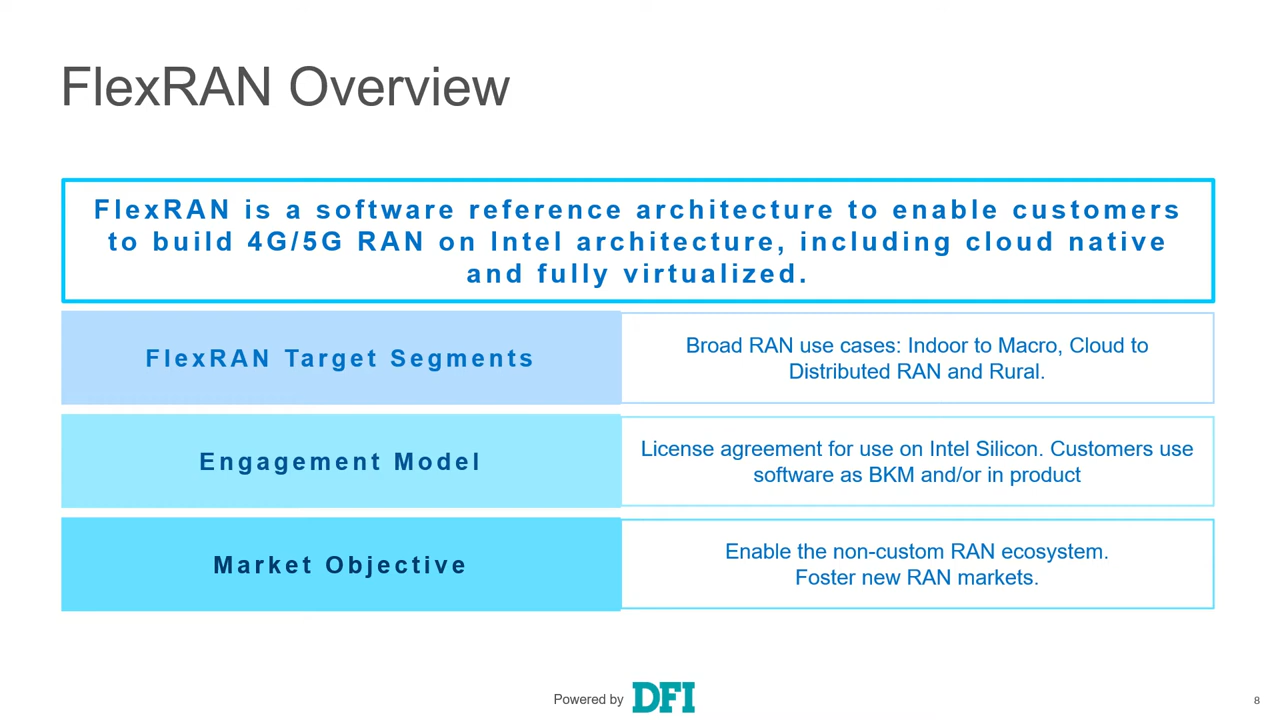 FlexRAN Overview
FlexRAN is a software reference architecture to enable customers
to build 4G/5G RAN on Intel architecture, including cloud native
and fully virtualized.
FlexRAN Target Segments
Broad RAN use cases: Indoor to Macro, Cloud to
Distributed RAN and Rural.
Engagement Model
License agreement for use on Intel Silicon. Customers use
software as BKM and/or in product
Market Objective
Enable the non-custom RAN ecosystem.
Foster new RAN markets.
Powered by DFI
8